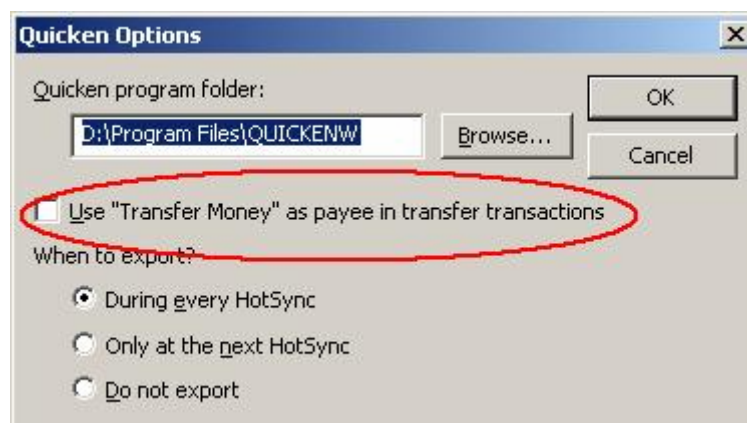 Quicken Options
Quicken program folder:
D:\Program Files\QUICKENW
Browse...
OK
Cancel
Use "Transfer Money" as payee in transfer transactions
When to export?
During every HotSync
Only at the next HotSync
Do not export